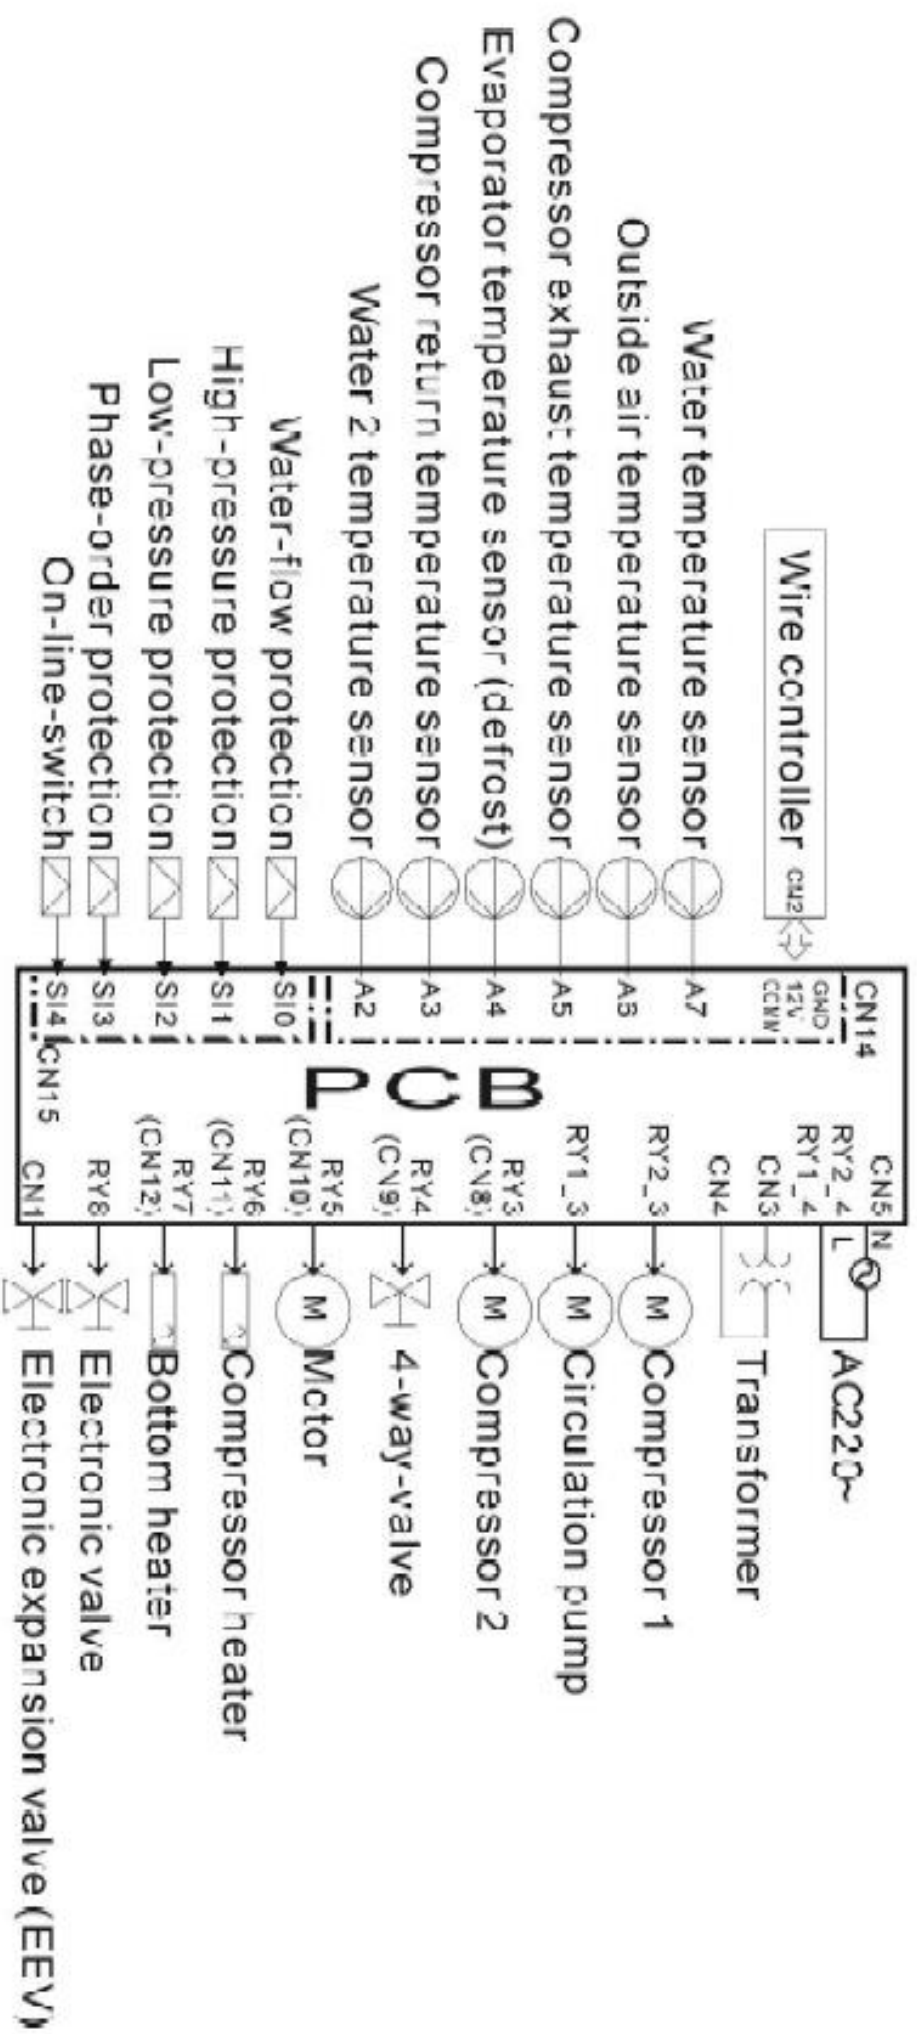 Wire controller CN2
Water temperature sensor
Outside air temperature sensor
Compressor exhaust temperature sensor
Evaporator temperature sensor (defrost)
Compressor return temperature sensor
Water 2 temperature sensor
Water-flow protection
High-pressure protection
Low-pressure protection
Phase-order protection
On-line-switch
CN14
GND
12V
COMM
A7
A6
A5
A4
A3
A2
SI0
SI1
SI2
SI3
SI4
CN15
PCB
CN5
RY2_4
RY1_4
CN3
CN4
RY2_3
RY1_3
RY3
(CN8)
RY4
(CN9)
RY5
(CN10)
RY6
(CN11)
RY7
(CN12)
RY8
CN1
N
L
AC220~
Transformer
M Compressor 1
M Circulation pump
M Compressor 2
4-way-valve
M Motor
Compressor heater
Bottom heater
Electronic valve
Electronic expansion valve (EEV)